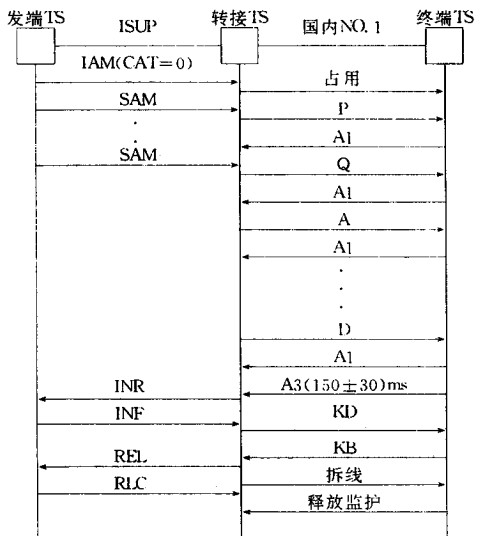 发端TS ISUP 转接TS 国内NO.1 终端TS
IAM(CAT=0)
占用
SAM
P
A1
SAM
Q
A1
A
A1
D
A1
A3(150±30)ms
INR
INF
KD
KB
REL
拆线
RLC
释放监护